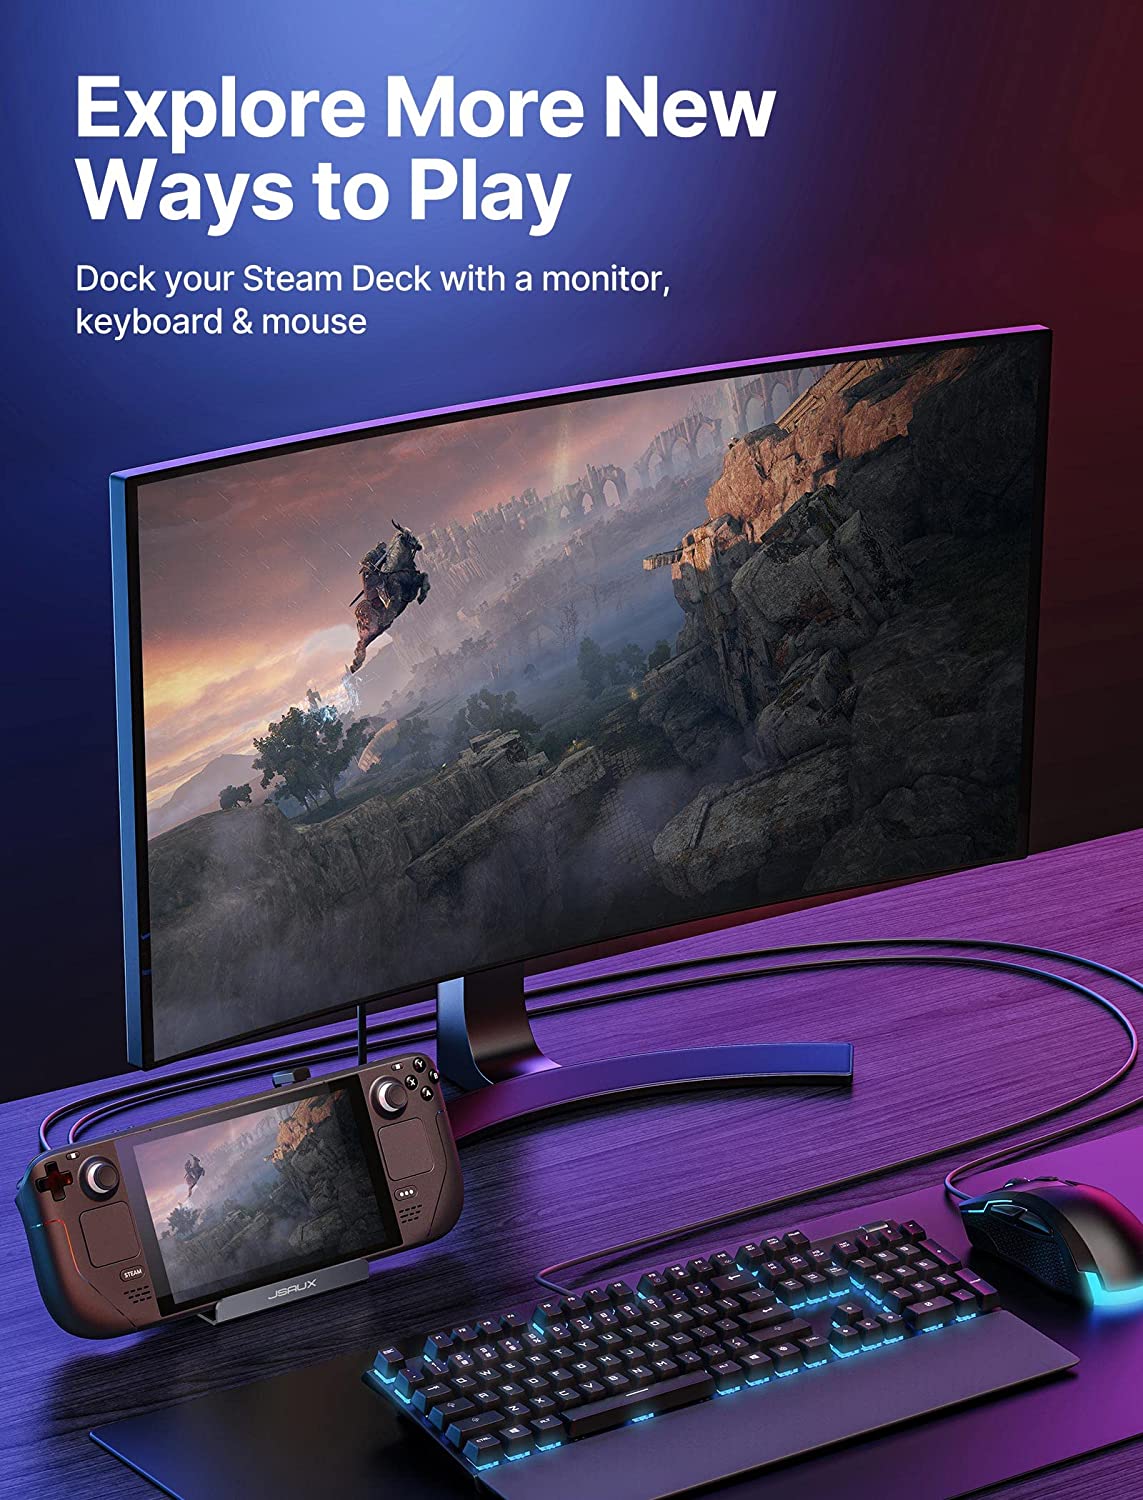 Explore More New
Ways to Play
Dock your Steam Deck with a monitor,
keyboard & mouse
STEAM
JSAUX